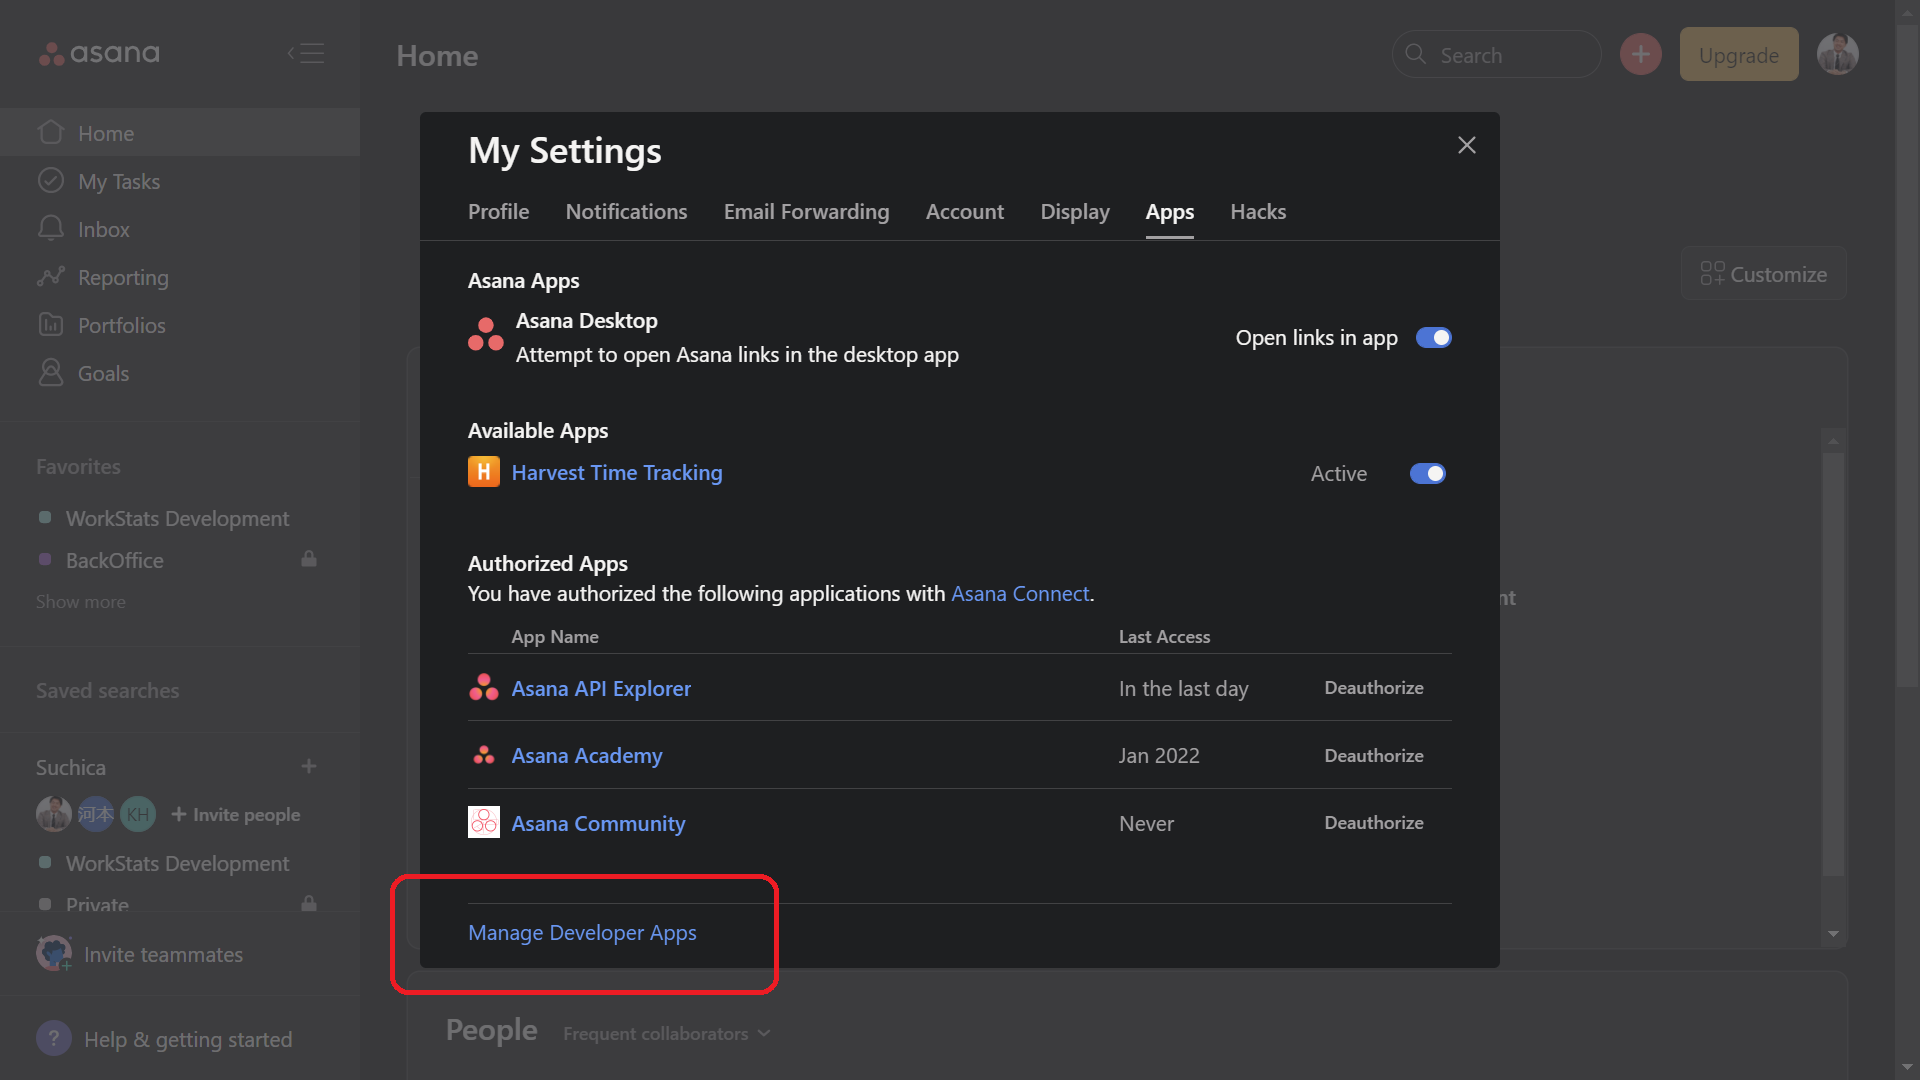 asana
Home
Search
+
Upgrade
Home
My Tasks
Inbox
Reporting
Portfolios
Goals
Favorites
WorkStats Development
BackOffice
Show more
Saved searches
Suchica
河本
KH
Invite people
WorkStats Development
Private
Invite teammates
? Help & getting started
My Settings
Profile Notifications Email Forwarding Account Display Apps Hacks
Asana Apps
Asana Desktop
Attempt to open Asana links in the desktop app
Open links in app
Available Apps
H Harvest Time Tracking Active
Authorized Apps
You have authorized the following applications with Asana Connect.
App Name Last Access
Asana API Explorer In the last day Deauthorize
Asana Academy Jan 2022 Deauthorize
Asana Community Never Deauthorize
Manage Developer Apps
Customize
nt
People Frequent collaborators